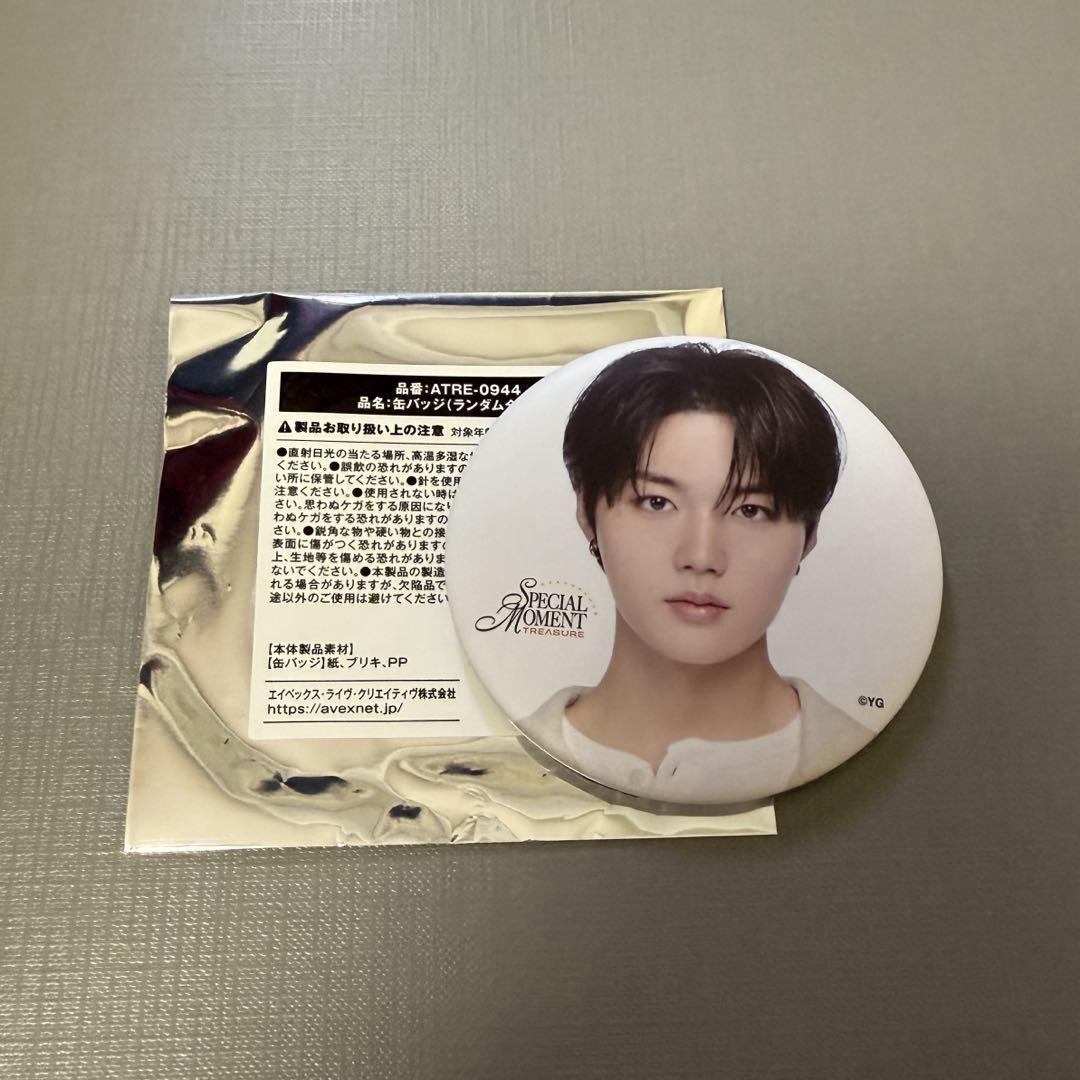 品番:ATRE-0944
品名:缶バッジ(ランダム
⚠製品お取り扱い上の注意 対象年
●直射日光の当たる場所、高温多湿な
ください。●誤飲の恐れがありますの
い所に保管してください。●針を使用
注意ください。●使用されない時は
さい。思わぬケガをする原因にな
わぬケガをする恐れがありますの
さい。●鋭角な物や硬い物との接
表面に傷がつく恐れがあります
上、生地等を傷める恐れがありま
ないでください。●本製品の製造
れる場合がありますが、欠陥品で
途以外のご使用は避けてください
【本体製品素材】
【缶バッジ】紙、ブリキ、PP
エイベックス・ライヴ・クリエイティヴ株式会社
https://avexnet.jp/
SPECIAL
MOMENT
TREASURE
©YG